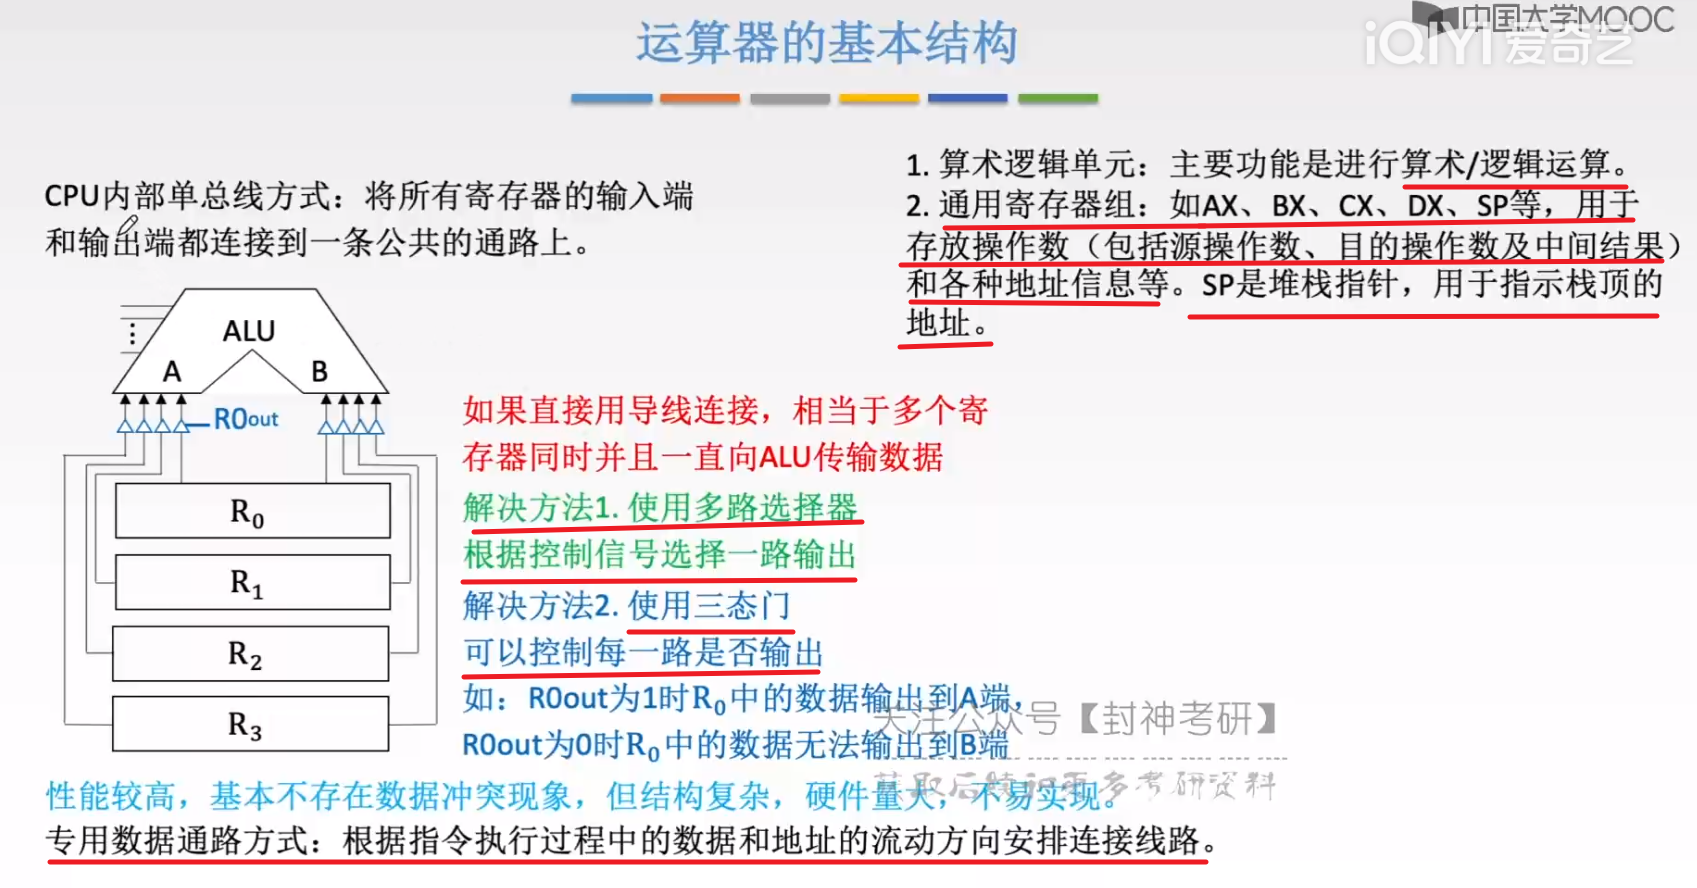 中国大学MOOC
iQIYI 爱奇艺
运算器的基本结构
CPU内部单总线方式：将所有寄存器的输入端
和输出端都连接到一条公共的通路上。
1. 算术逻辑单元：主要功能是进行算术/逻辑运算。
2. 通用寄存器组：如AX、BX、CX、DX、SP等，用于
存放操作数（包括源操作数、目的操作数及中间结果）
和各种地址信息等。SP是堆栈指针，用于指示栈顶的
地址。
ALU
A
B
R0out
R0
R1
R2
R3
如果直接用导线连接，相当于多个寄
存器同时并且一直向ALU传输数据
解决方法1. 使用多路选择器
根据控制信号选择一路输出
解决方法2. 使用三态门
可以控制每一路是否输出
如：R0out为1时R0中的数据输出到A端，
R0out为0时R0中的数据无法输出到B端
关注公众号【封神考研】
获取后续初更多考研资料
性能较高，基本不存在数据冲突现象，但结构复杂，硬件量大，不易实现。
专用数据通路方式：根据指令执行过程中的数据和地址的流动方向安排连接线路。